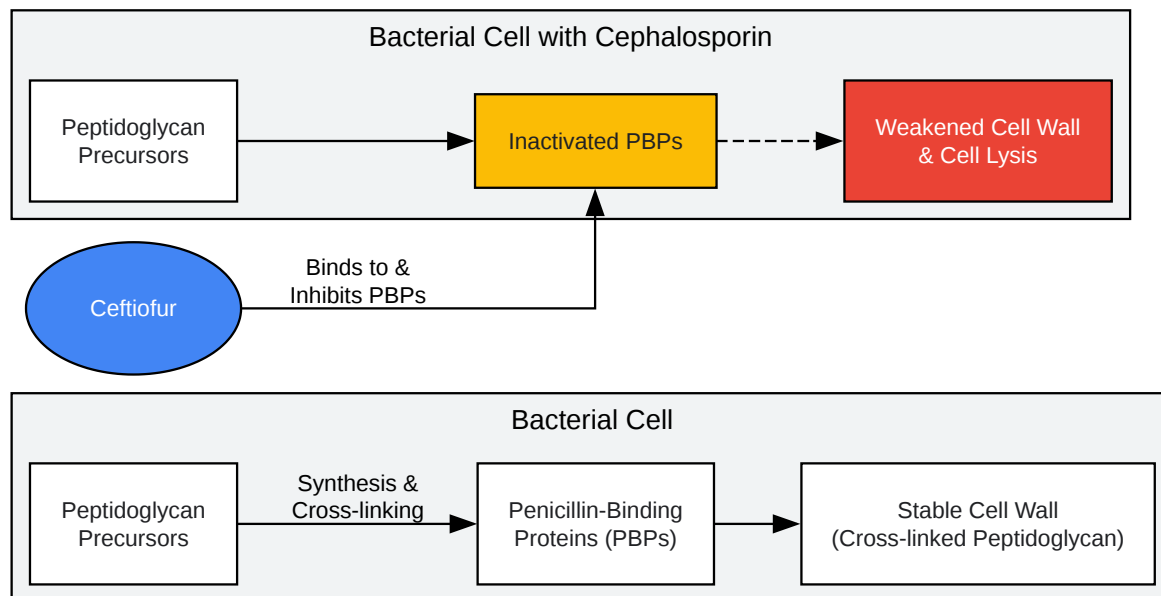 Bacterial Cell with Cephalosporin
Peptidoglycan
Precursors
Inactivated PBPs
Weakened Cell Wall
& Cell Lysis
Ceftiofur
Binds to &
Inhibits PBPs
Bacterial Cell
Peptidoglycan
Precursors
Synthesis &
Cross-linking
Penicillin-Binding
Proteins (PBPs)
Stable Cell Wall
(Cross-linked Peptidoglycan)